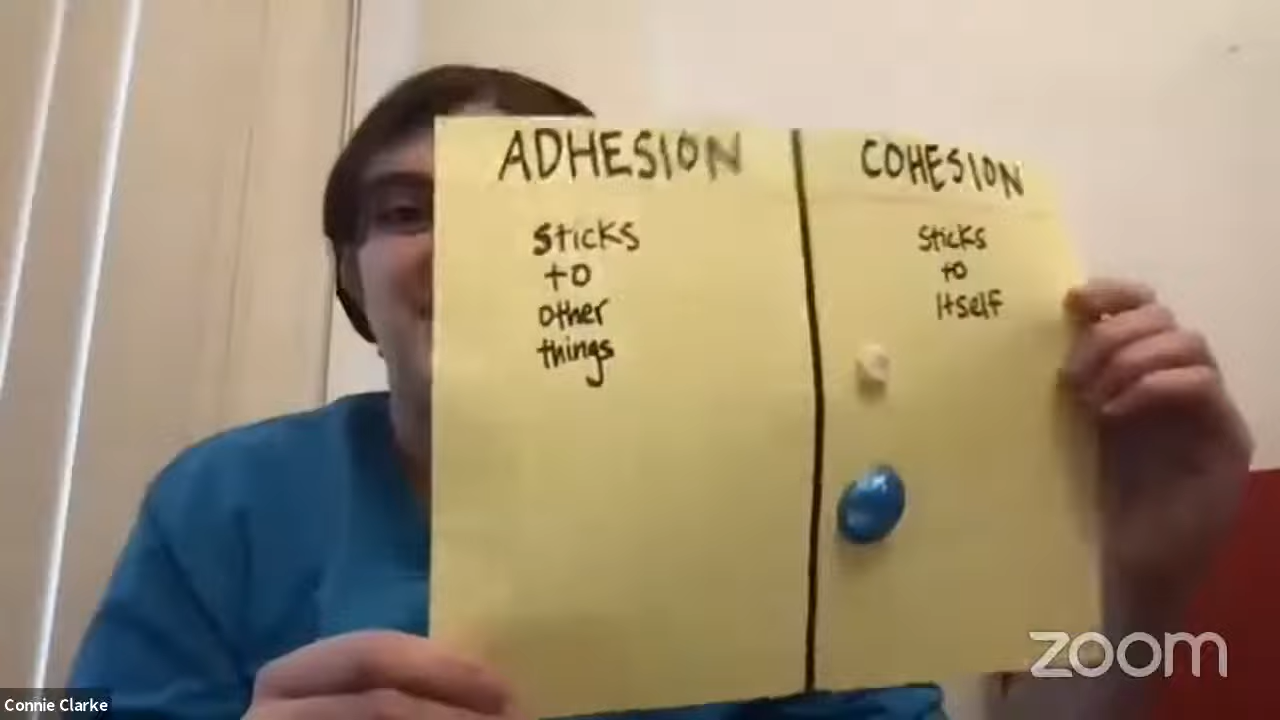 ADHESION
sticks
to
other
things
COHESION
sticks
to
itself
zoom
Connie Clarke